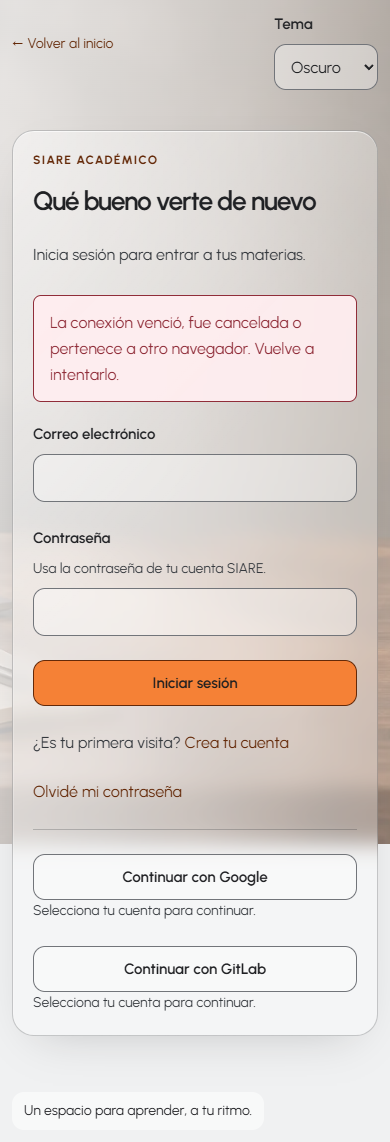 ← Volver al inicio
Tema
Oscuro
SIARE ACADÉMICO
Qué bueno verte de nuevo
Inicia sesión para entrar a tus materias.
La conexión venció, fue cancelada o
pertenece a otro navegador. Vuelve a
intentarlo.
Correo electrónico
Contraseña
Usa la contraseña de tu cuenta SIARE.
Iniciar sesión
¿Es tu primera visita? Crea tu cuenta
Olvidé mi contraseña
Continuar con Google
Selecciona tu cuenta para continuar.
Continuar con GitLab
Selecciona tu cuenta para continuar.
Un espacio para aprender, a tu ritmo.